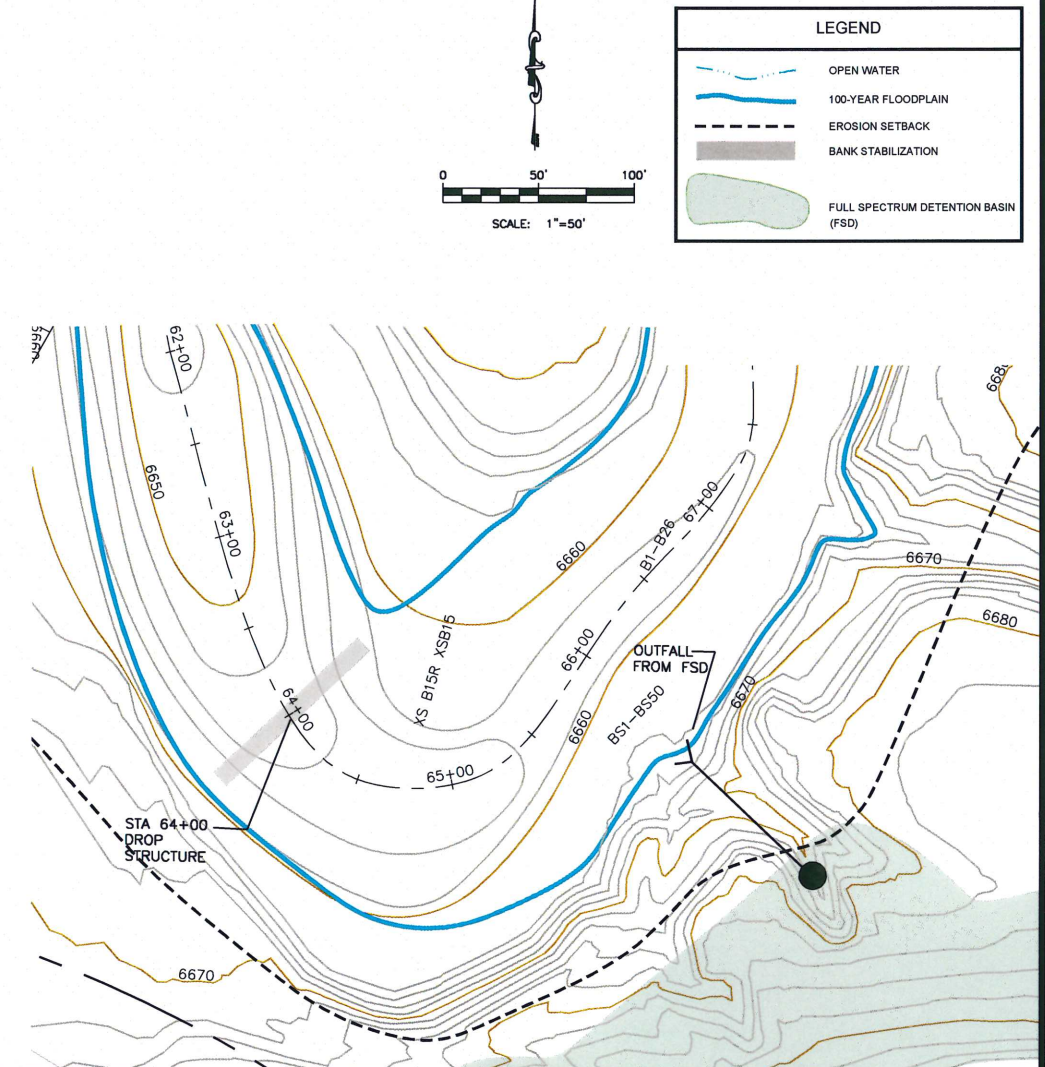 LEGEND
OPEN WATER
100-YEAR FLOODPLAIN
EROSION SETBACK
BANK STABILIZATION
FULL SPECTRUM DETENTION BASIN
(FSD)
0 50' 100'
SCALE: 1"=50'
62+00
6650
63+00
64+00
65+00
66+00
67+00
B1-B26
6660
XS B15R XSB15
6660
BS1-BS50
OUTFALL
FROM FSD
6670
6670
6680
STA 64+00
DROP
STRUCTURE
6670